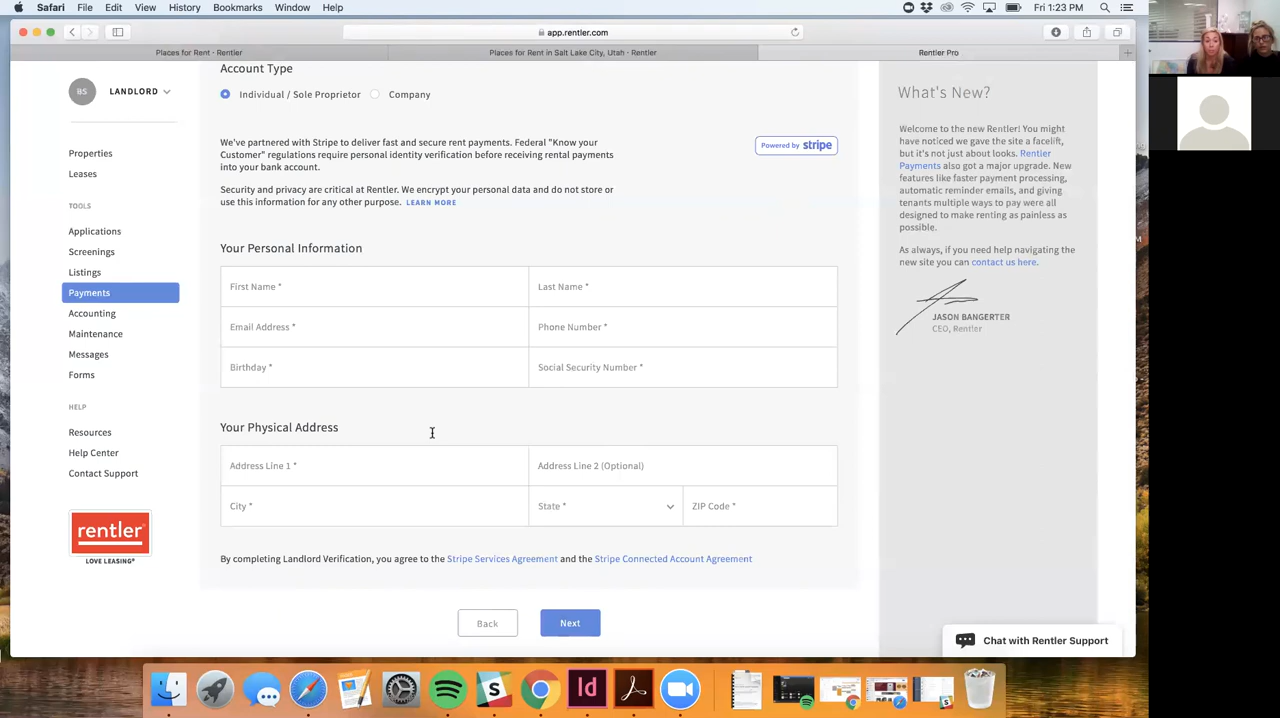 Safari File Edit View History Bookmarks Window Help
Fri 1:23 PM
app.rentler.com
Places for Rent - Rentler
Places for Rent in Salt Lake City, Utah - Rentler
Rentler Pro
BS
LANDLORD
Properties
Leases
TOOLS
Applications
Screenings
Listings
Payments
Accounting
Maintenance
Messages
Forms
HELP
Resources
Help Center
Contact Support
rentler
LOVE LEASING®
Account Type
Individual / Sole Proprietor
Company
We've partnered with Stripe to deliver fast and secure rent payments. Federal "Know your
Customer" regulations require personal identity verification before receiving rental payments
into your bank account.
Powered by stripe
Security and privacy are critical at Rentler. We encrypt your personal data and do not store or
use this information for any other purpose. LEARN MORE
Your Personal Information
First Name *
Last Name *
Email Address *
Phone Number *
Birthday *
Social Security Number *
Your Physical Address
Address Line 1 *
Address Line 2 (Optional)
City *
State *
ZIP Code *
By completing Landlord Verification, you agree to the Stripe Services Agreement and the Stripe Connected Account Agreement
Back
Next
What's New?
Welcome to the new Rentler! You might
have noticed we gave the site a facelift,
but it's not just about looks. Rentler
Payments also got a major upgrade. New
features like faster payment processing,
automatic reminder emails, and giving
tenants multiple ways to pay were all
designed to make renting as painless as
possible.
As always, if you need help navigating the
new site you can contact us here.
JASON BANGERTER
CEO, Rentler
Chat with Rentler Support
Id